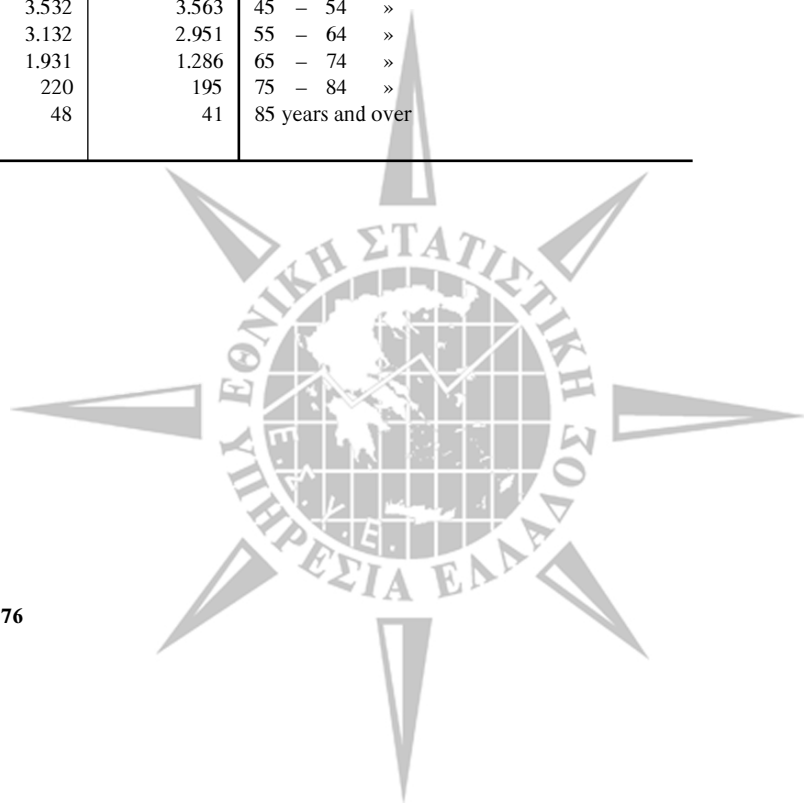 3.532 3.563 45 – 54 »
3.132 2.951 55 – 64 »
1.931 1.286 65 – 74 »
220 195 75 – 84 »
48 41 85 years and over
ΕΘΝΙΚΗ ΣΤΑΤΙΣΤΙΚΗ
ΥΠΗΡΕΣΙΑ ΕΛΛΑΔΟΣ
Ε.Σ.Υ.Ε.
76